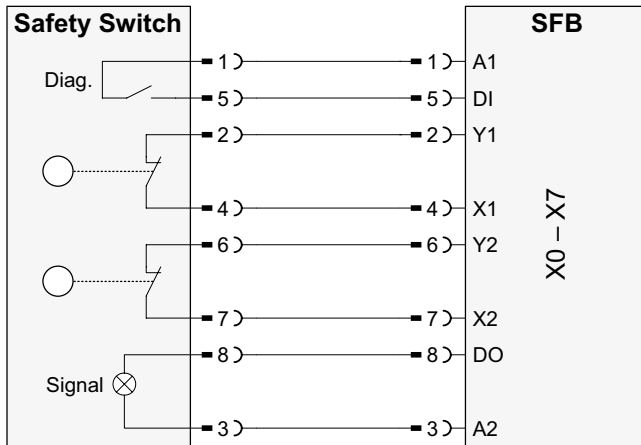 Safety Switch SFB
1 1 A1
Diag.
5 5 DI
2 2 Y1
4 4 X1
6 6 Y2
X0 – X7
7 7 X2
8 8 DO
Signal
3 3 A2